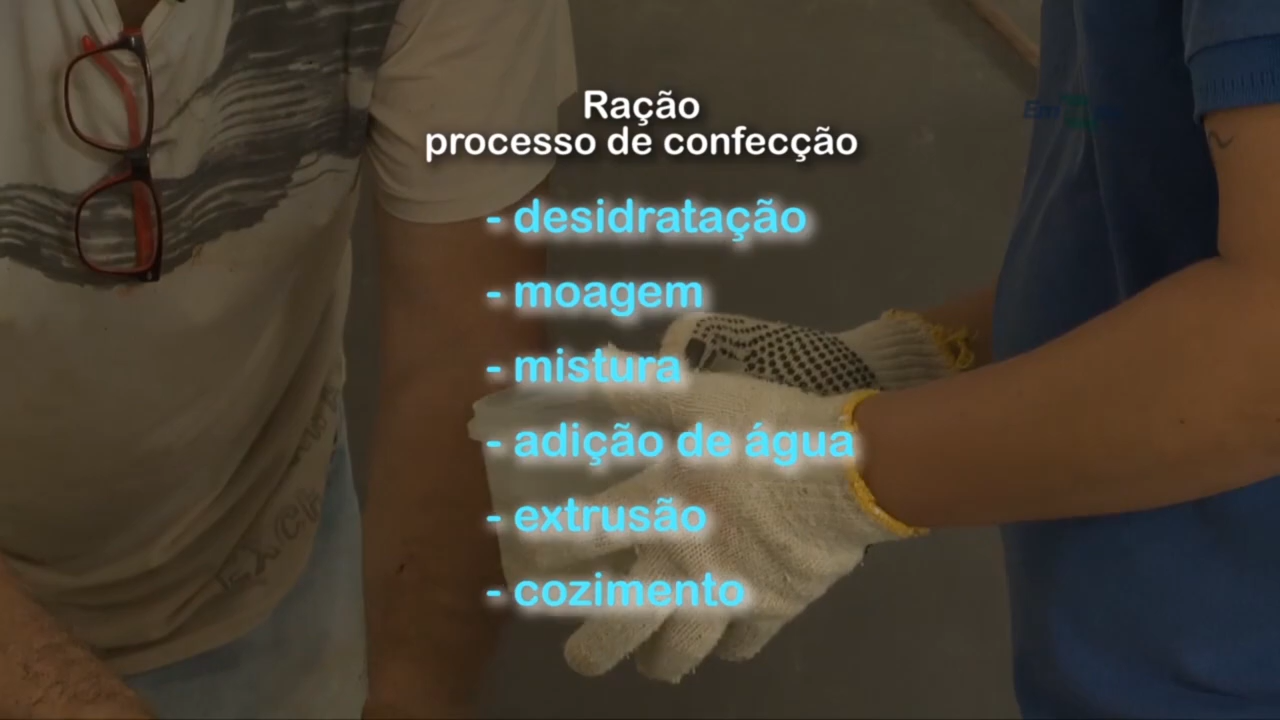 Ração
processo de confecção
- desidratação
- moagem
- mistura
- adição de água
- extrusão
- cozimento